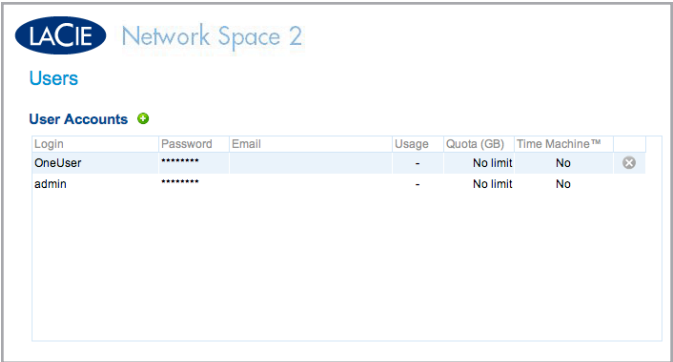 LACIE Network Space 2
Users
User Accounts
Login Password Email Usage Quota (GB) Time Machine™
OneUser ******** - No limit No
admin ******** - No limit No